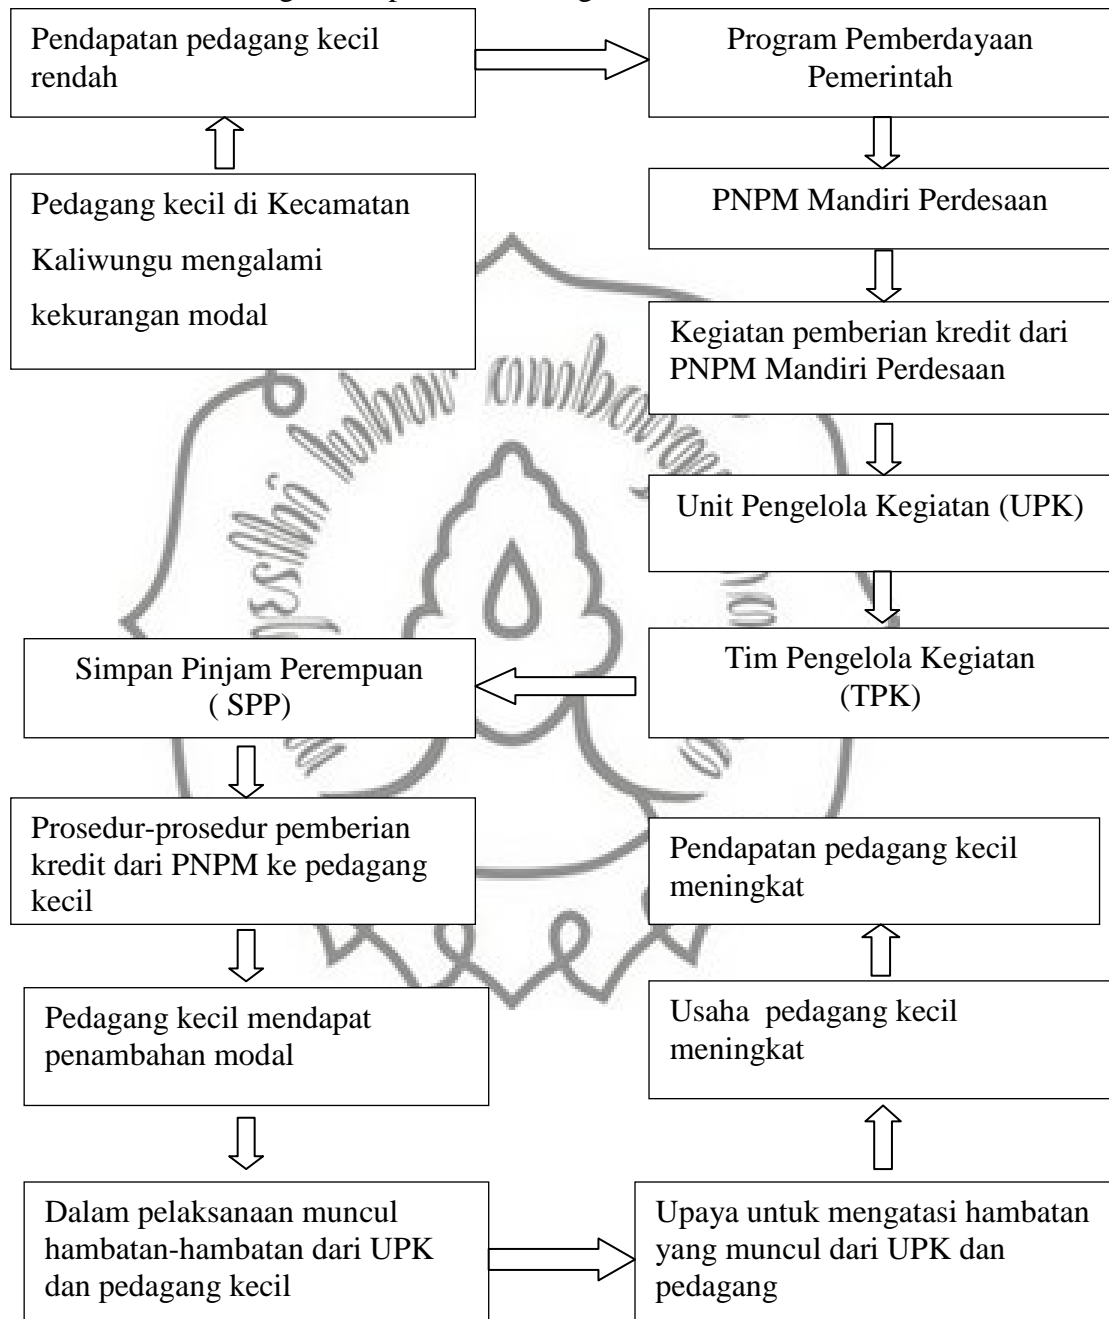 Pendapatan pedagang kecil
rendah
Program Pemberdayaan
Pemerintah
Pedagang kecil di Kecamatan
Kaliwungu mengalami
kekurangan modal
PNPM Mandiri Perdesaan
Kegiatan pemberian kredit dari
PNPM Mandiri Perdesaan
Unit Pengelola Kegiatan (UPK)
Tim Pengelola Kegiatan
(TPK)
Simpan Pinjam Perempuan
( SPP)
Prosedur-prosedur pemberian
kredit dari PNPM ke pedagang
kecil
Pendapatan pedagang kecil
meningkat
Pedagang kecil mendapat
penambahan modal
Usaha  pedagang kecil
meningkat
Dalam pelaksanaan muncul
hambatan-hambatan dari UPK
dan pedagang kecil
Upaya untuk mengatasi hambatan
yang muncul dari UPK dan
pedagang